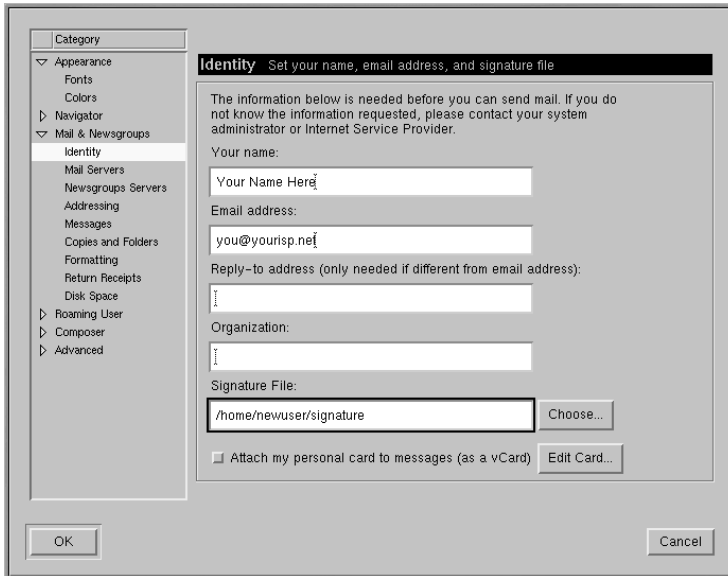 Category
Appearance
Fonts
Colors
Navigator
Mail & Newsgroups
Identity
Mail Servers
Newsgroups Servers
Addressing
Messages
Copies and Folders
Formatting
Return Receipts
Disk Space
Roaming User
Composer
Advanced
Identity Set your name, email address, and signature file
The information below is needed before you can send mail. If you do
not know the information requested, please contact your system
administrator or Internet Service Provider.
Your name:
Your Name Here
Email address:
you@yourisp.net
Reply-to address (only needed if different from email address):
Organization:
Signature File:
/home/newuser/signature
Choose...
Attach my personal card to messages (as a vCard)
Edit Card...
OK
Cancel